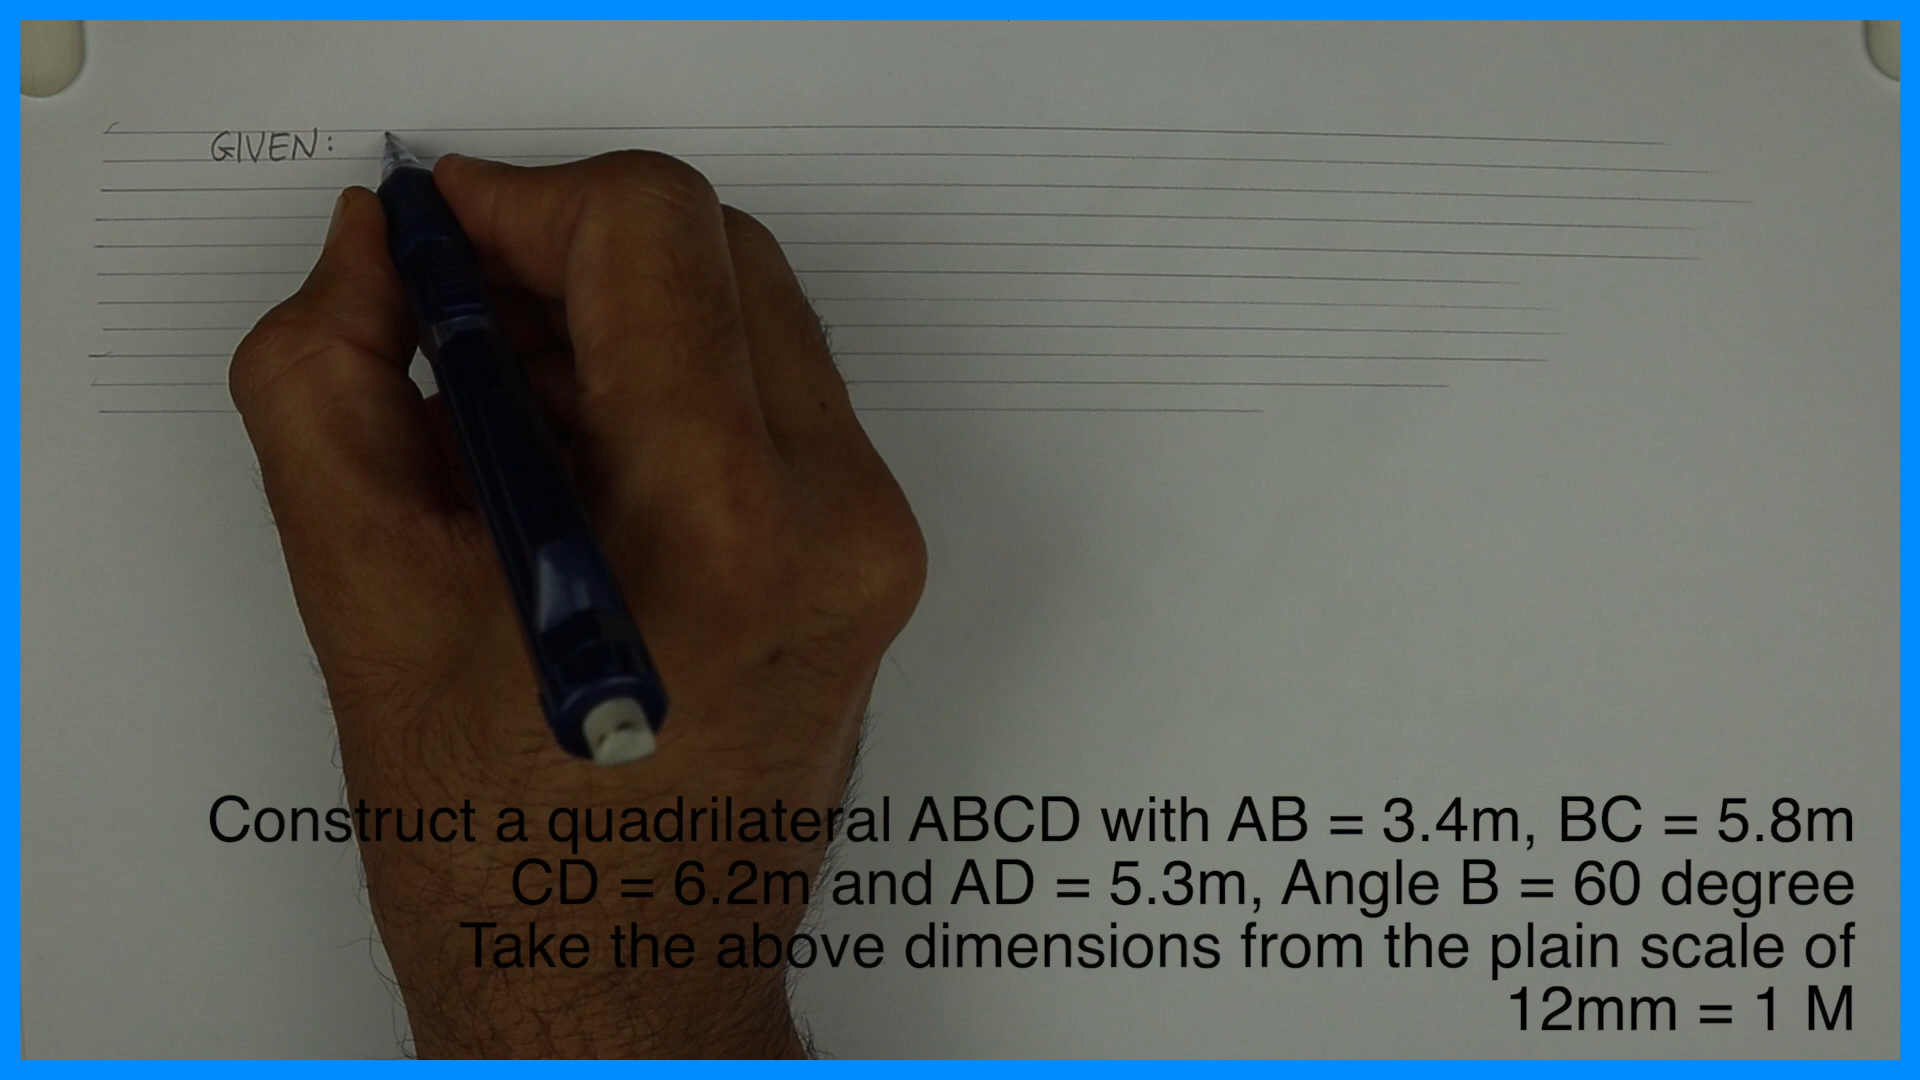 GIVEN:
Construct a quadrilateral ABCD with AB = 3.4m, BC = 5.8m
CD = 6.2m and AD = 5.3m, Angle B = 60 degree
Take the above dimensions from the plain scale of
12mm = 1 M